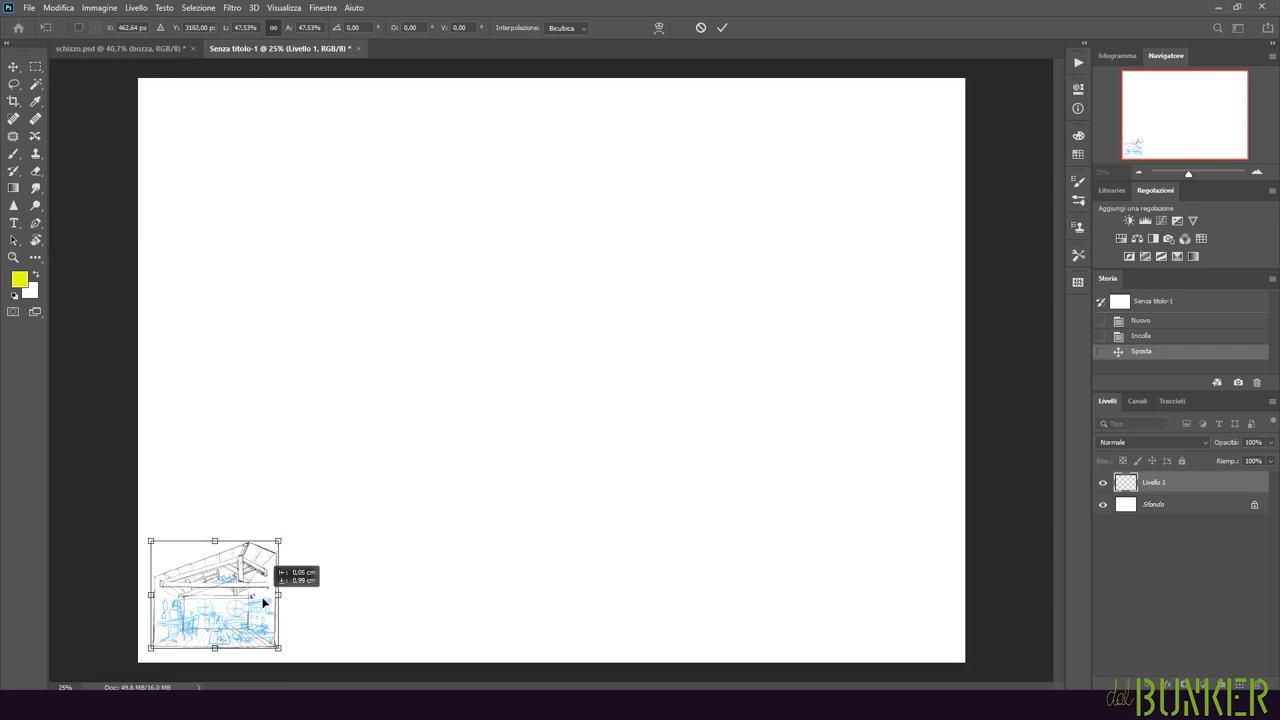 Ps File Modifica Immagine Livello Testo Selezione Filtro 3D Visualizza Finestra Aiuto
X: 462,64 px Y: 3102,00 px L: 47,53% A: 47,53% 0,00 ° O: 0,00 ° V: 0,00 ° Interpolazione: Bicubica
schizzo.psd @ 40,7% (bozza, RGB/8) * × Senza titolo-1 @ 25% (Livello 1, RGB/8) * ×
Istogramma Navigatore
25%
Libraries Regolazioni
Aggiungi una regolazione
Storia
Senza titolo-1
Nuovo
Incolla
Sposta
Livelli Canali Tracciati
Tipo
Normale Opacità: 100%
Bloc.: Riemp.: 100%
Livello 1
Sfondo
0,05 cm
0,99 cm
25% Doc: 49,8 MB/16,0 MB
dal BUNKER